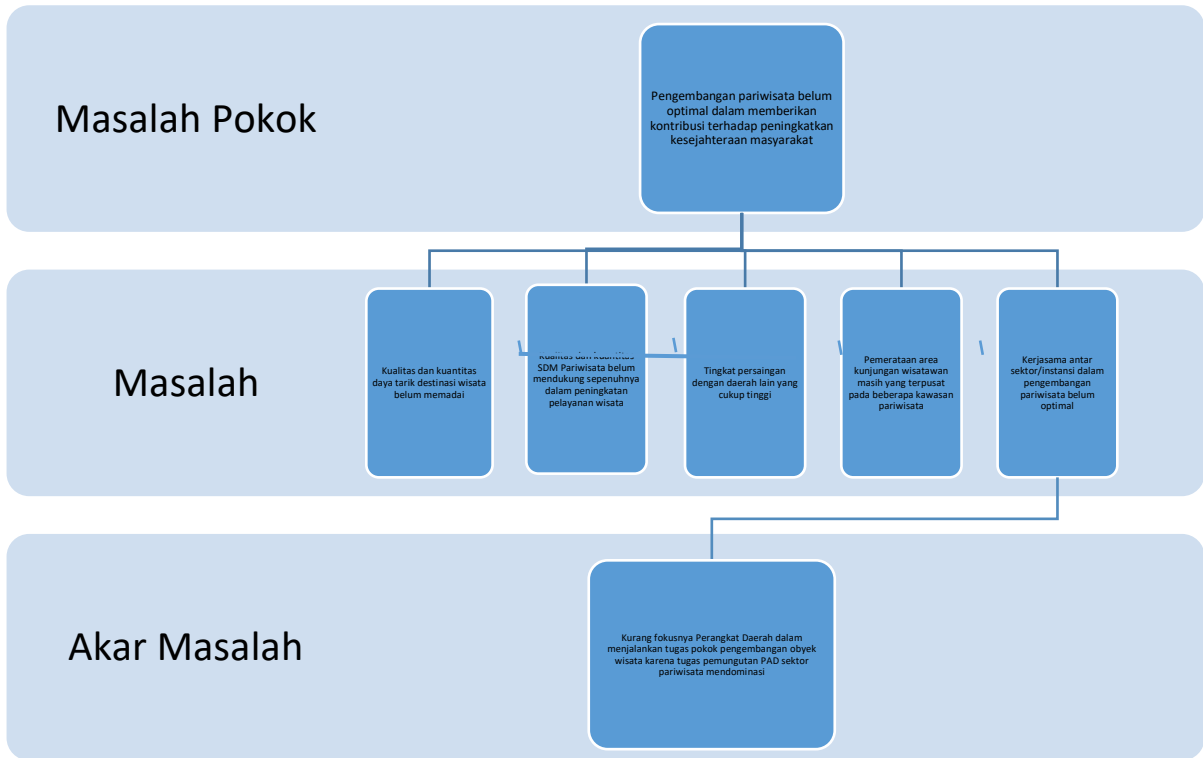 Masalah Pokok
Pengembangan pariwisata belum
optimal dalam memberikan
kontribusi terhadap peningkatkan
kesejahteraan masyarakat
Masalah
Kualitas dan kuantitas
daya tarik destinasi wisata
belum memadai
Kualitas dan kuantitas
SDM Pariwisata belum
mendukung sepenuhnya
dalam peningkatan
pelayanan wisata
Tingkat persaingan
dengan daerah lain yang
cukup tinggi
Pemerataan area
kunjungan wisatawan
masih yang terpusat
pada beberapa kawasan
pariwisata
Kerjasama antar
sektor/instansi dalam
pengembangan
pariwisata belum
optimal
Akar Masalah
Kurang fokusnya Perangkat Daerah dalam
menjalankan tugas pokok pengembangan obyek
wisata karena tugas pemungutan PAD sektor
pariwisata mendominasi